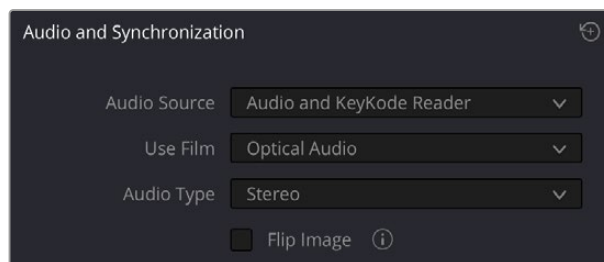 Audio and Synchronization
Audio Source Audio and KeyKode Reader
Use Film Optical Audio
Audio Type Stereo
Flip Image